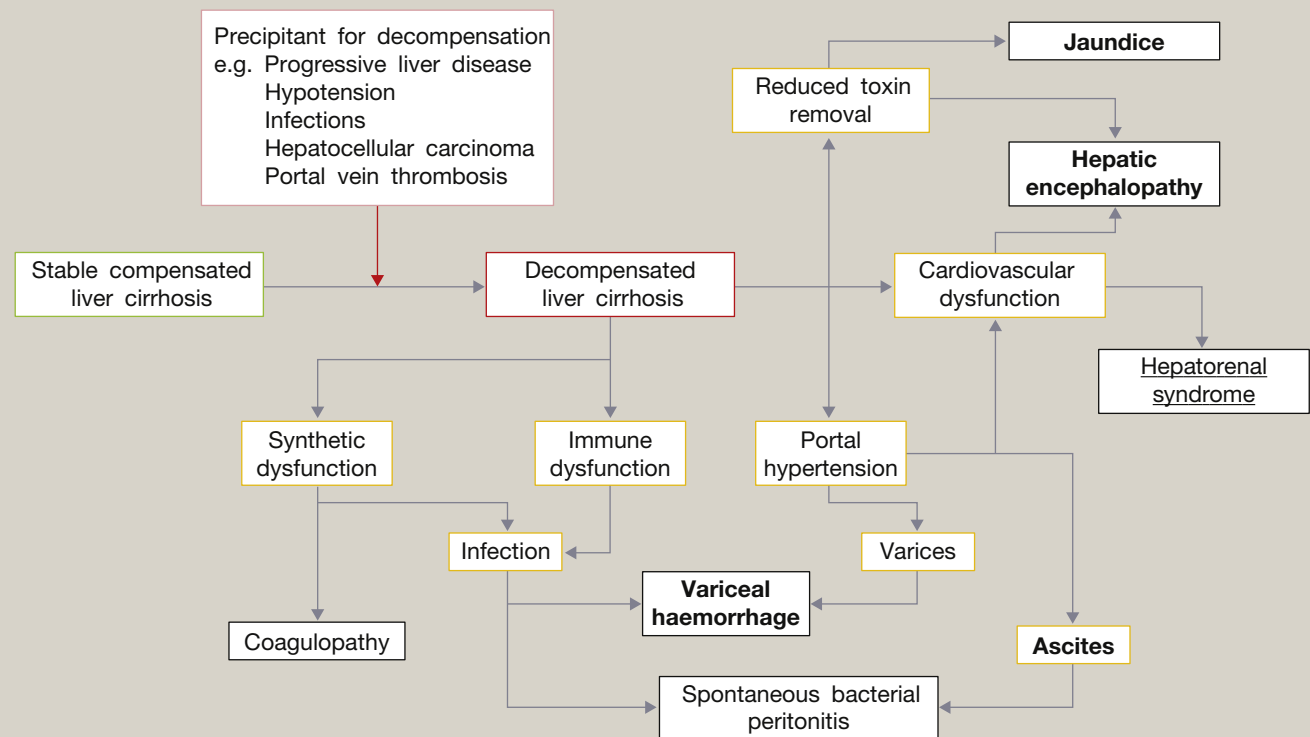 Precipitant for decompensation
e.g. Progressive liver disease
Hypotension
Infections
Hepatocellular carcinoma
Portal vein thrombosis
Jaundice
Reduced toxin
removal
Hepatic
encephalopathy
Stable compensated
liver cirrhosis
Decompensated
liver cirrhosis
Cardiovascular
dysfunction
Hepatorenal
syndrome
Synthetic
dysfunction
Immune
dysfunction
Portal
hypertension
Infection
Varices
Variceal
haemorrhage
Coagulopathy
Ascites
Spontaneous bacterial
peritonitis